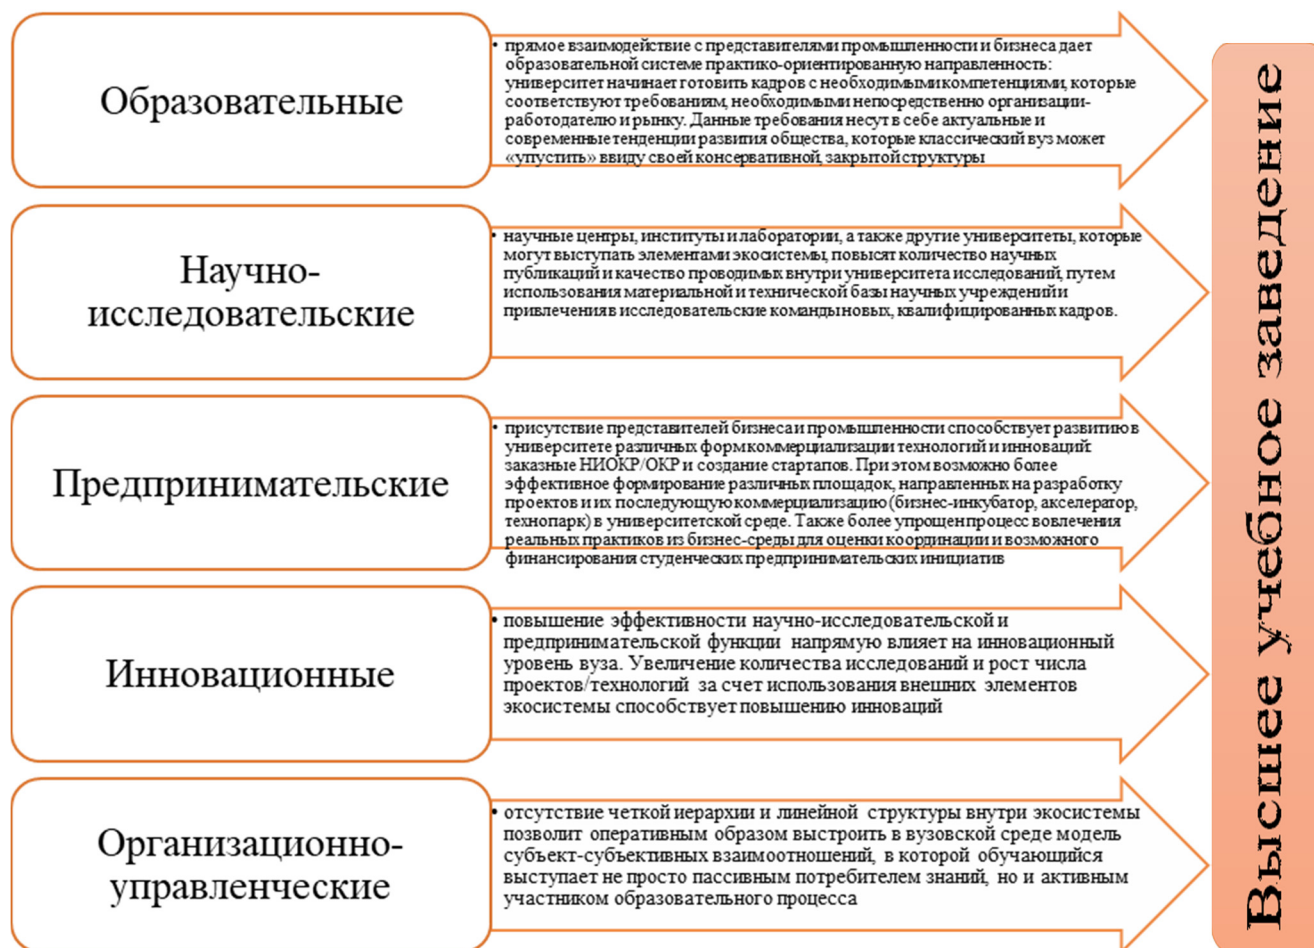 Образовательные
• прямое взаимодействие с представителями промышленности и бизнеса дает
образовательной системе практико-ориентированную направленность:
университет начинает готовить кадров с необходимыми компетенциями, которые
соответствуют требованиям, необходимыми непосредственно организации-
работодателю и рынку. Данные требования несут в себе актуальные и
современные тенденции развития общества, которые классический вуз может
«упустить» ввиду своей консервативной, закрытой структуры
Научно-
исследовательские
• научные центры, институты и лаборатории, а также другие университеты, которые
могут выступать элементами экосистемы, повысят количество научных
публикаций и качество проводимых внутри университета исследований, путем
использования материальной и технической базы научных учреждений и
привлечения в исследовательские команды новых, квалифицированных кадров.
Предпринимательские
• присутствие представителей бизнеса и промышленности способствует развитию в
университете различных форм коммерциализации технологий и инноваций:
заказные НИОКР/ОКР и создание стартапов. При этом возможно более
эффективное формирование различных площадок, направленных на разработку
проектов и их последующую коммерциализацию (бизнес-инкубатор, акселератор,
технопарк) в университетской среде. Также более упрощен процесс вовлечения
реальных практиков из бизнес-среды для оценки координации и возможного
финансирования студенческих предпринимательских инициатив
Инновационные
• повышение эффективности научно-исследовательской и
предпринимательской функции напрямую влияет на инновационный
уровень вуза. Увеличение количества исследований и рост числа
проектов/технологий за счет использования внешних элементов
экосистемы способствует повышению инноваций
Организационно-
управленческие
• отсутствие четкой иерархии и линейной структуры внутри экосистемы
позволит оперативным образом выстроить в вузовской среде модель
субъект-субъективных взаимоотношений, в которой обучающийся
выступает не просто пассивным потребителем знаний, но и активным
участником образовательного процесса
Высшее учебное заведение